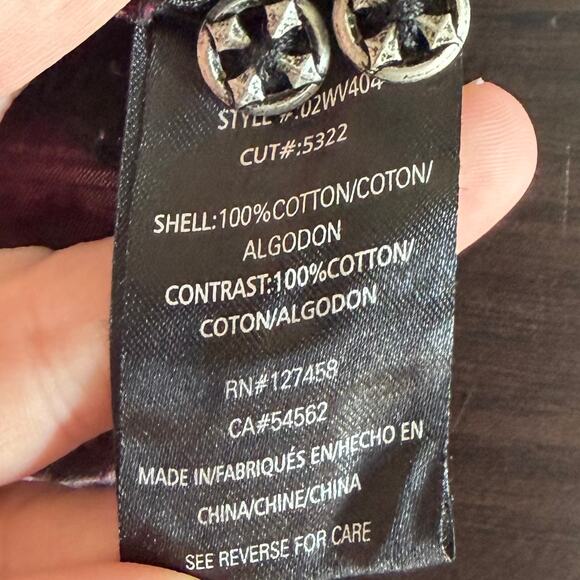 STYLE #:02WV404
CUT#:5322
SHELL:100%COTTON/COTON/
ALGODON
CONTRAST:100%COTTON/
COTON/ALGODON
RN#127458
CA#54562
MADE IN/FABRIQUÉS EN/HECHO EN
CHINA/CHINE/CHINA
SEE REVERSE FOR CARE